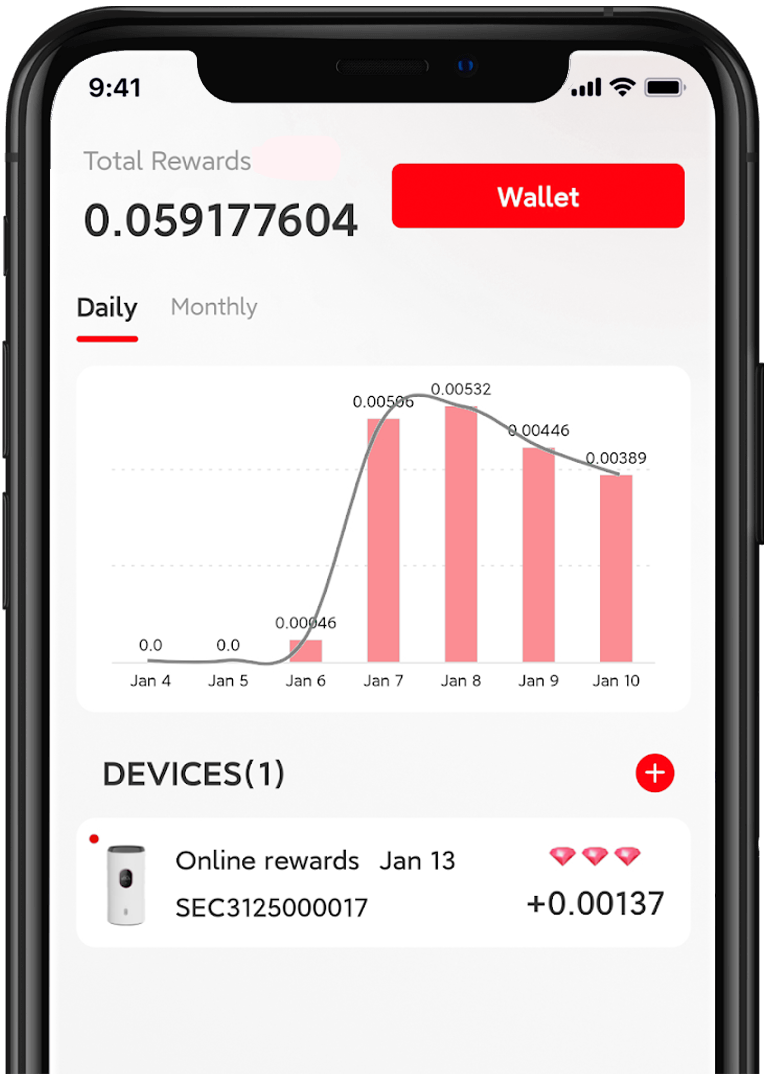 9:41
Total Rewards
0.059177604
Wallet
Daily Monthly
0.00532
0.00506
0.00446
0.00389
0.00046
0.0 0.0
Jan 4 Jan 5 Jan 6 Jan 7 Jan 8 Jan 9 Jan 10
DEVICES(1)
Online rewards Jan 13
SEC3125000017
+0.00137